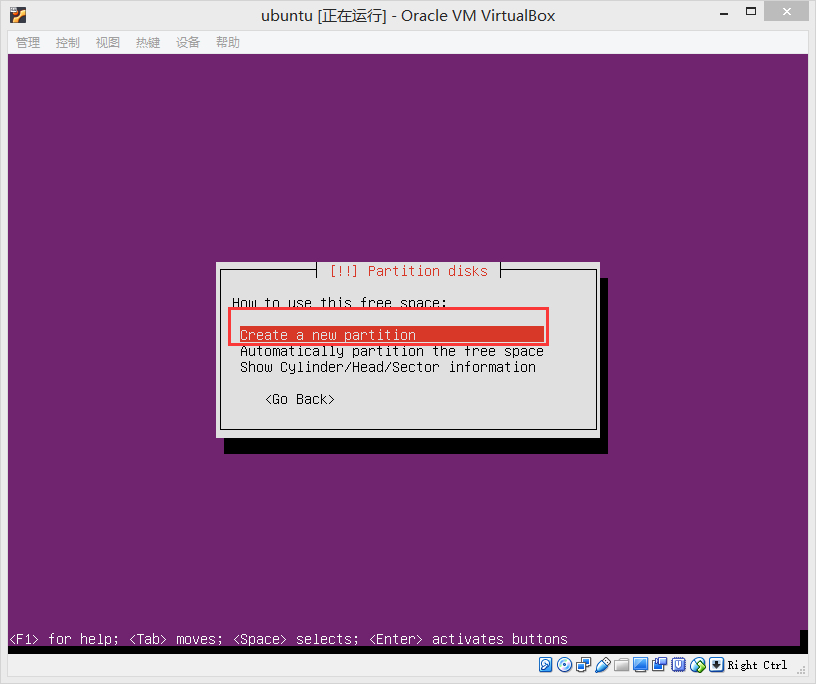 ubuntu [正在运行] - Oracle VM VirtualBox
管理 控制 视图 热键 设备 帮助
[!!] Partition disks
How to use this free space:
Create a new partition
Automatically partition the free space
Show Cylinder/Head/Sector information
<Go Back>
<F1> for help; <Tab> moves; <Space> selects; <Enter> activates buttons
Right Ctrl